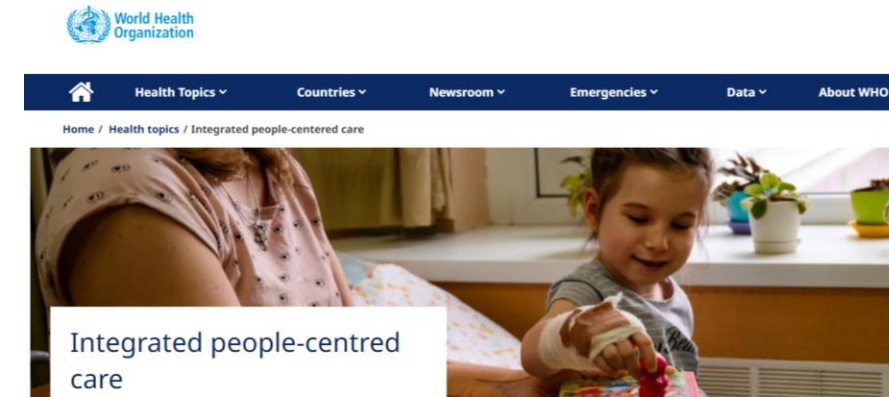 World Health
Organization
Health Topics Countries Newsroom Emergencies Data About WHO
Home / Health topics / Integrated people-centered care
Integrated people-centred
care